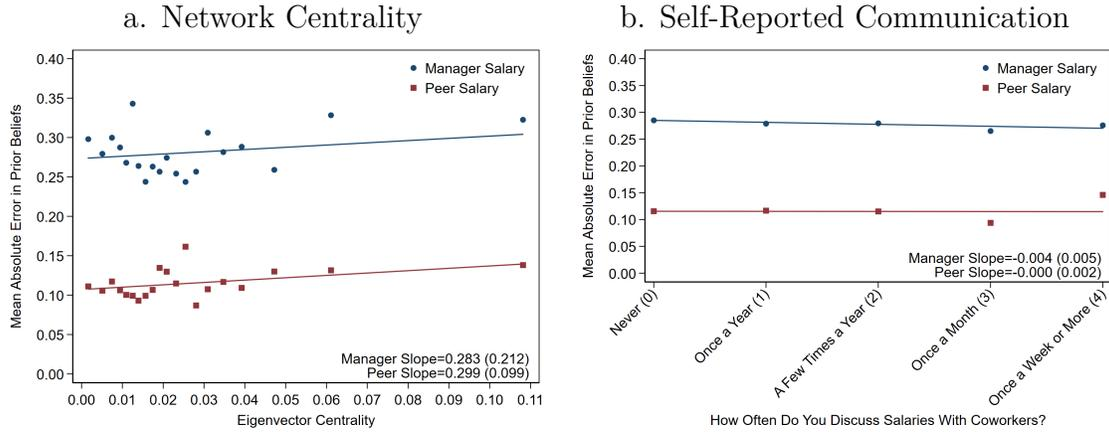 a. Network Centrality
Mean Absolute Error in Prior Beliefs
0.40
0.35
0.30
0.25
0.20
0.15
0.10
0.05
0.00
Manager Salary
Peer Salary
Manager Slope=0.283 (0.212)
Peer Slope=0.299 (0.099)
0.00 0.01 0.02 0.03 0.04 0.05 0.06 0.07 0.08 0.09 0.10 0.11
Eigenvector Centrality
b. Self-Reported Communication
Mean Absolute Error in Prior Beliefs
0.40
0.35
0.30
0.25
0.20
0.15
0.10
0.05
0.00
Manager Salary
Peer Salary
Manager Slope=-0.004 (0.005)
Peer Slope=-0.000 (0.002)
Never (0)
Once a Year (1)
A Few Times a Year (2)
Once a Month (3)
Once a Week or More (4)
How Often Do You Discuss Salaries With Coworkers?